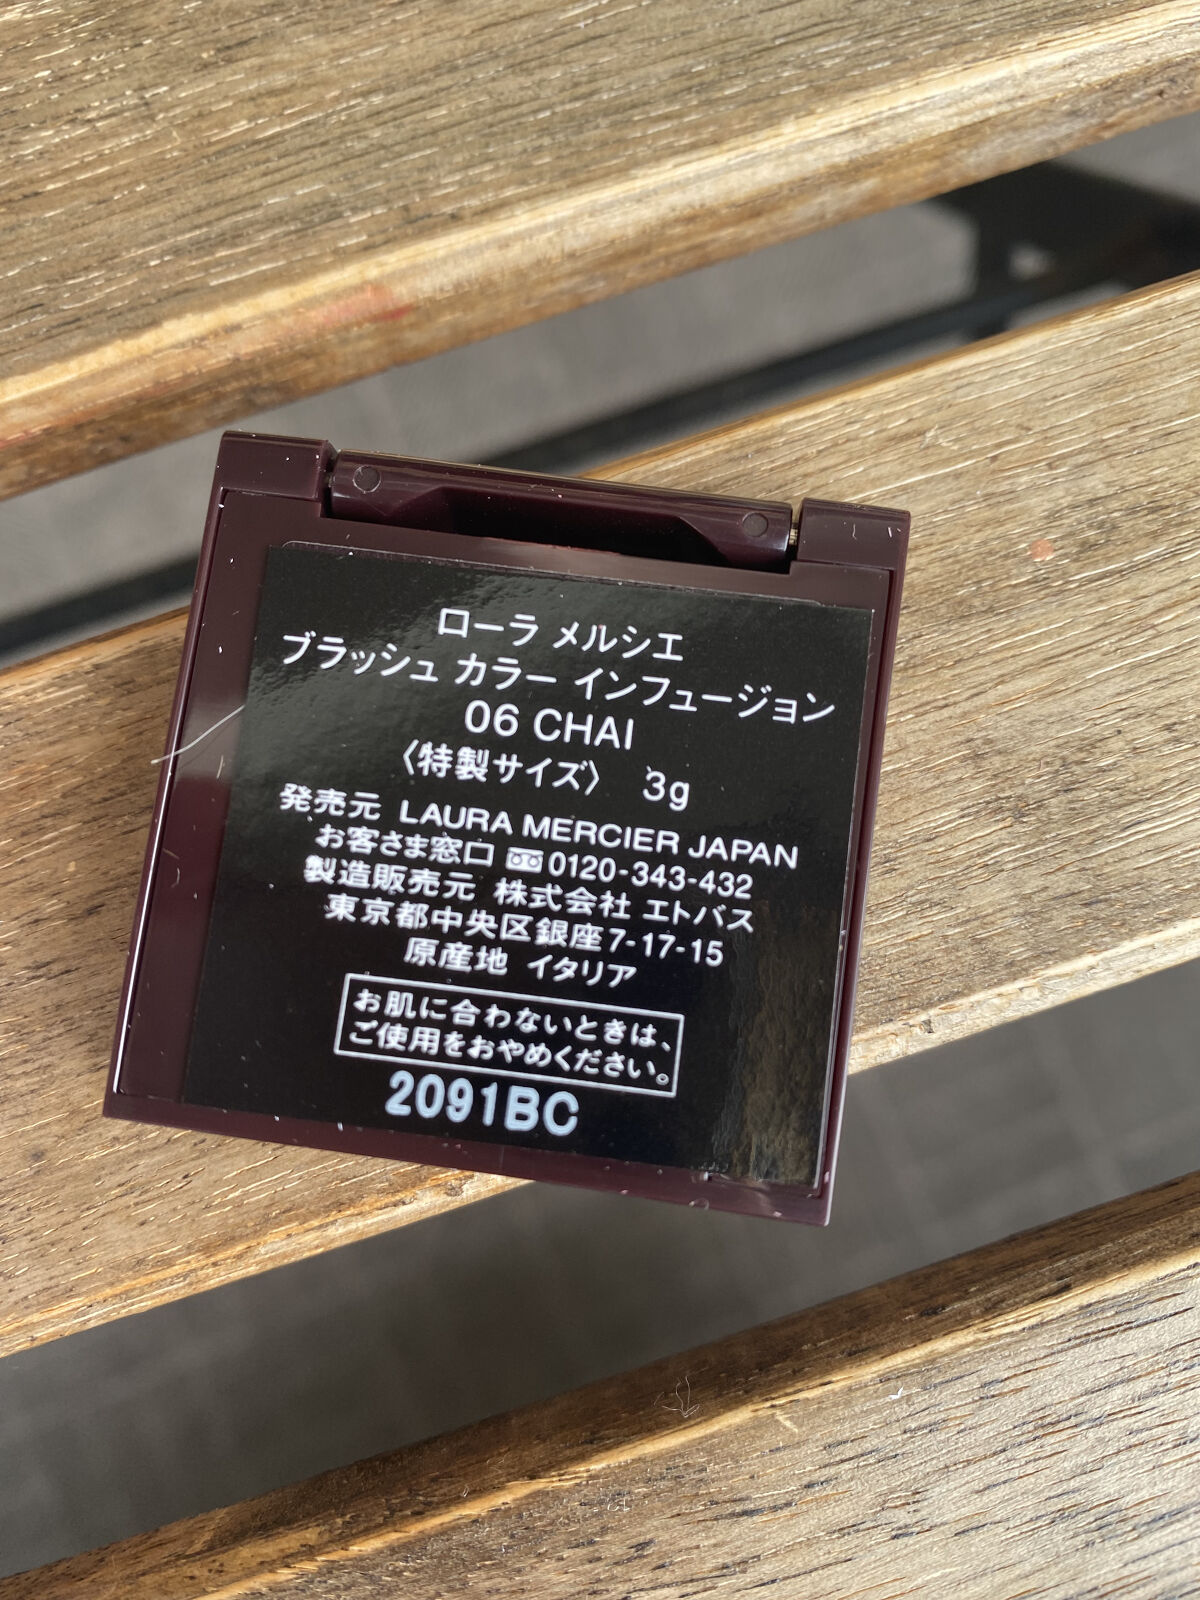 ローラ メルシエ
ブラッシュ カラー インフュージョン
06 CHAI
〈特製サイズ〉 3g
発売元 LAURA MERCIER JAPAN
お客さま窓口 0120-343-432
製造販売元 株式会社 エトバス
東京都中央区銀座7-17-15
原産地 イタリア
お肌に合わないときは、
ご使用をおやめください。
2091BC